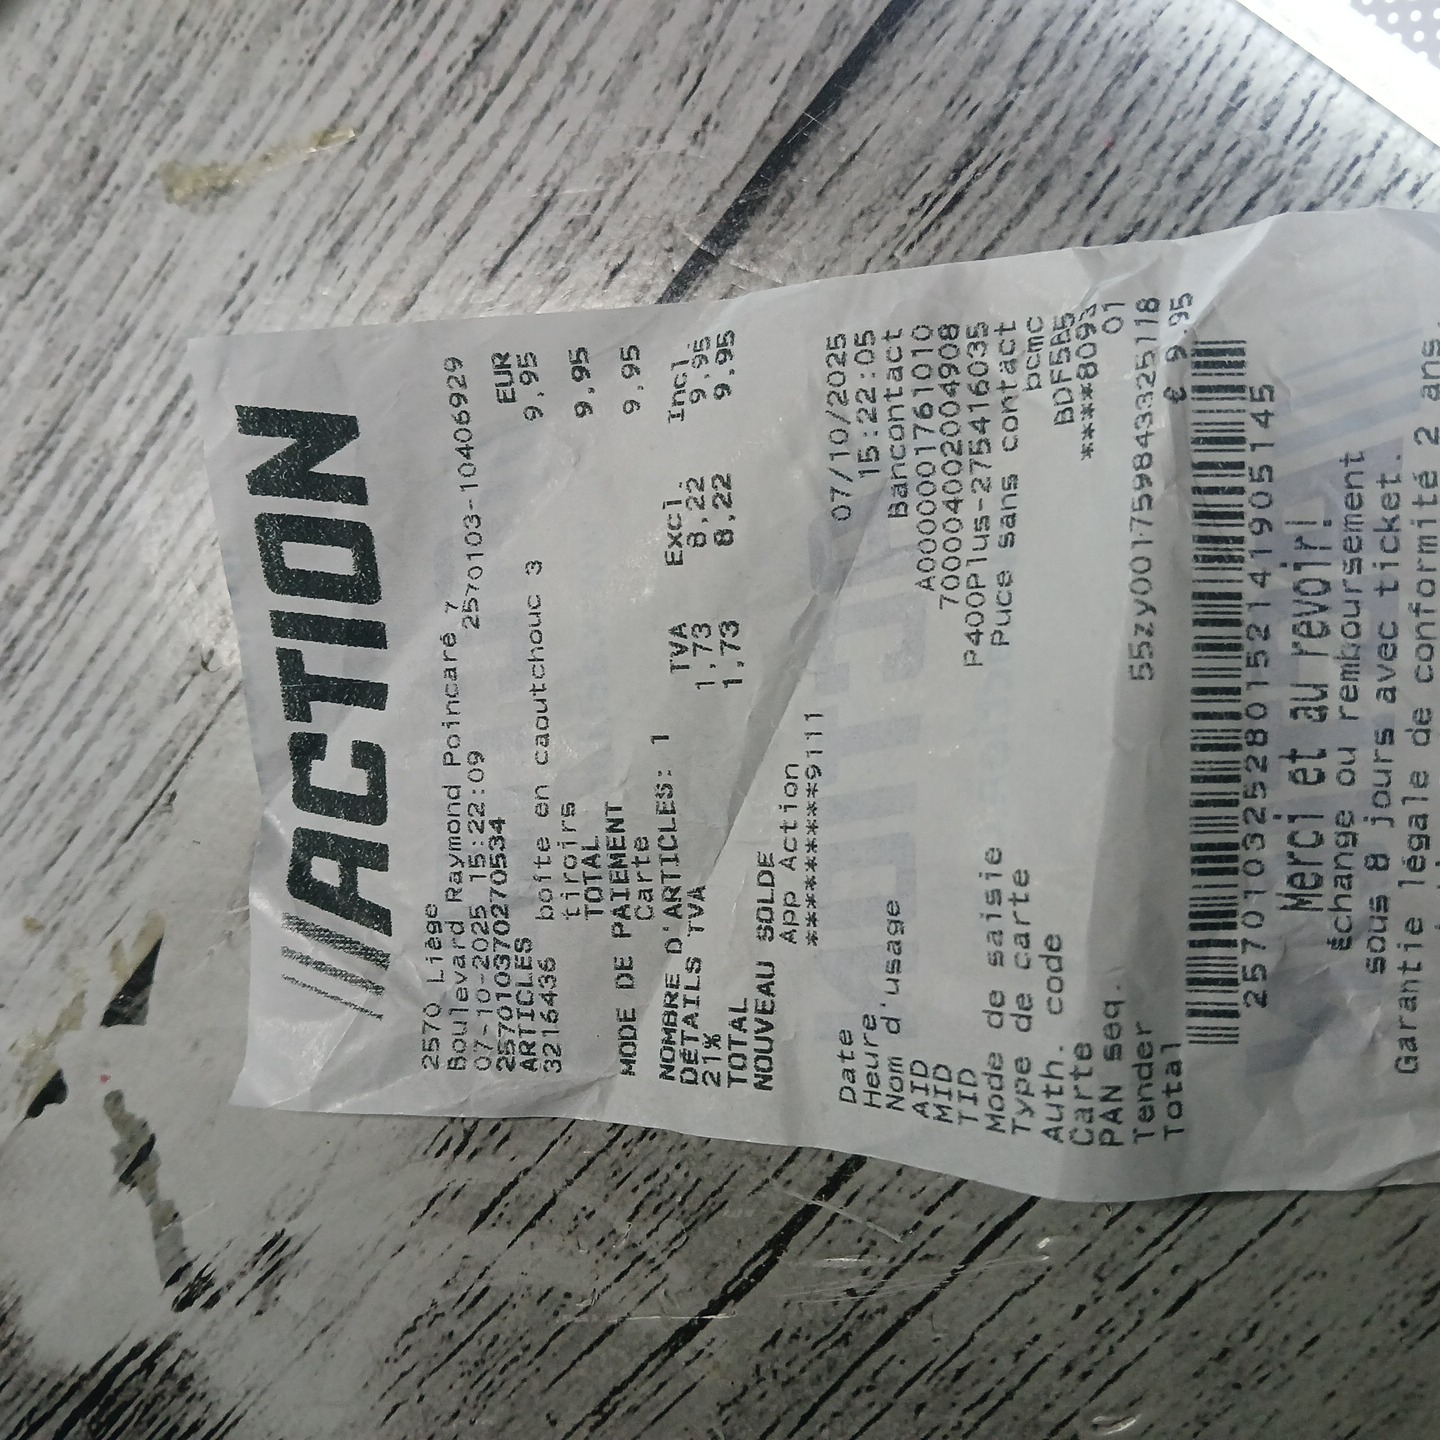 ACTION
2570 Liège
Boulevard Raymond Poincaré 7
07-10-2025 15:22:09 2570103-10406929
2570103702770534
ARTICLES EUR
3216436 boîte en caoutchouc 3 9,95
tiroirs
TOTAL 9,95
MODE DE PAIEMENT
Carte 9,95
NOMBRE D'ARTICLES: 1
DÉTAILS TVA TVA Excl. Incl.
21% 1,73 8,22 9,95
TOTAL 1,73 8,22 9,95
NOUVEAU SOLDE
App Action
*********9111
Date 07/10/2025
Heure 15:22:05
Nom d'usage Bancontact
AID A0000001761010
MID 70004002004908
TID P400Plus-275416035
Mode de saisie Puce sans contact
Type de carte bcmc
Auth. code BDF5B5
Carte ****8093
PAN seq. 01
Tender 55zy001759843325118
Total € 9.95
2570103252801521419051 45
Merci et au revoir!
Échange ou remboursement
sous 8 jours avec ticket.
Garantie légale de conformité 2 ans